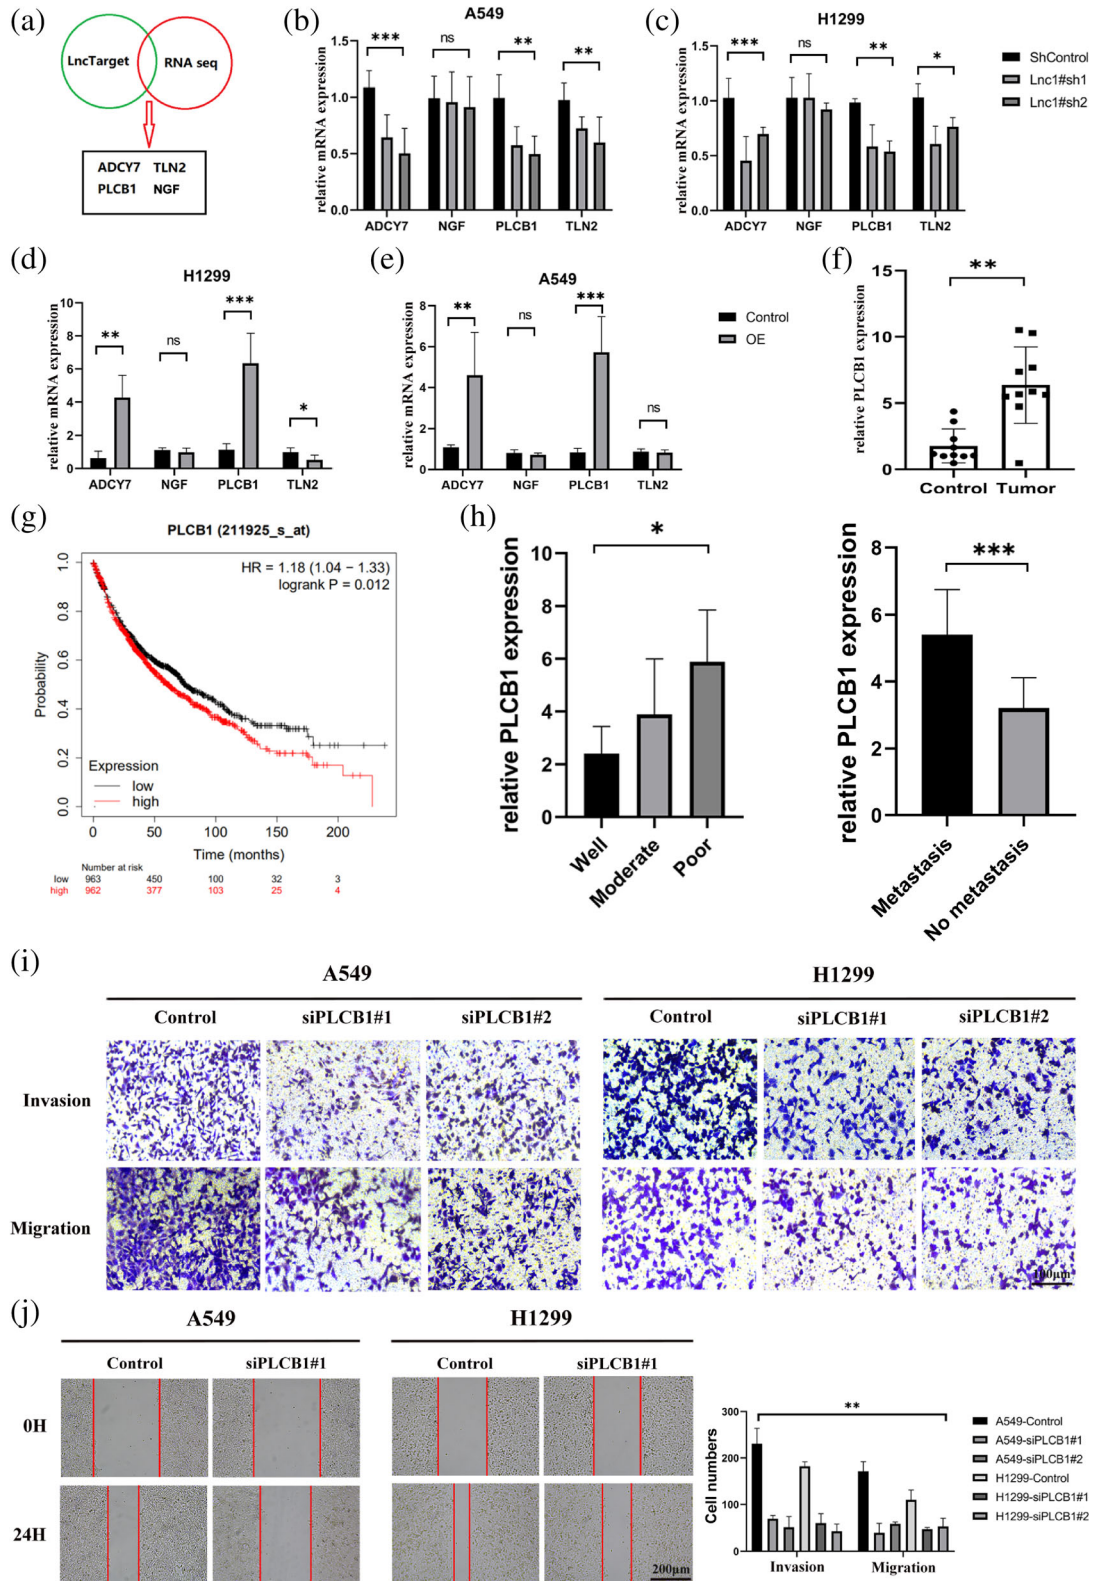 (a)
LncTarget
RNA seq
ADCY7 TLN2
PLCB1 NGF
(b)
A549
relative mRNA expression
1.5
1.0
0.5
0.0
*** ns ** **
ADCY7 NGF PLCB1 TLN2
(c)
H1299
relative mRNA expression
1.5
1.0
0.5
0.0
*** ns ** *
ADCY7 NGF PLCB1 TLN2
ShControl
Lnc1#sh1
Lnc1#sh2
(d)
H1299
relative mRNA expression
10
8
6
4
2
0
** ns *** *
ADCY7 NGF PLCB1 TLN2
(e)
A549
relative mRNA expression
8
6
4
2
0
** ns *** ns
ADCY7 NGF PLCB1 TLN2
Control
OE
(f)
relative PLCB1 expression
15
10
5
0
**
Control Tumor
(g)
PLCB1 (211925_s_at)
HR = 1.18 (1.04 − 1.33)
logrank P = 0.012
Probability
1.0
0.8
0.6
0.4
0.2
0.0
Expression
low
high
0 50 100 150 200
Time (months)
Number at risk
low 963 450 100 32 3
high 962 377 103 25 4
(h)
relative PLCB1 expression
10
8
6
4
2
0
*
Well
Moderate
Poor
relative PLCB1 expression
8
6
4
2
0
***
Metastasis
No metastasis
(i)
A549 H1299
Control siPLCB1#1 siPLCB1#2 Control siPLCB1#1 siPLCB1#2
Invasion
Migration
100μm
(j)
A549 H1299
Control siPLCB1#1 Control siPLCB1#1
0H
24H
200μm
Cell numbers
300
200
100
0
**
Invasion Migration
A549-Control
A549-siPLCB1#1
A549-siPLCB1#2
H1299-Control
H1299-siPLCB1#1
H1299-siPLCB1#2